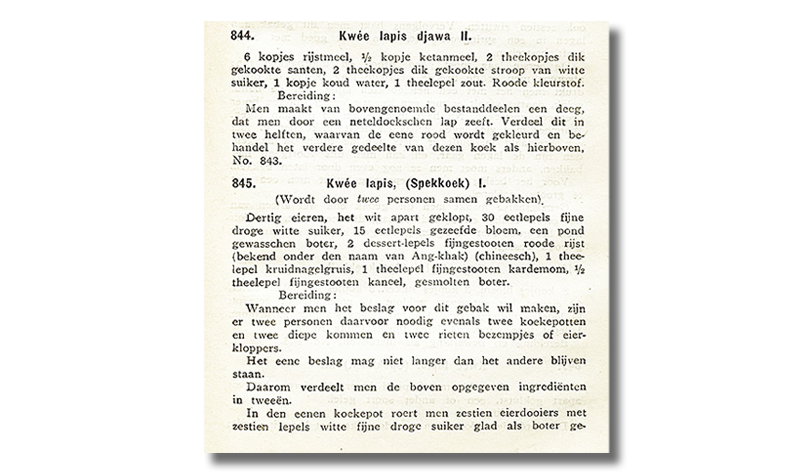 844. Kwée lapis djawa II.
6 kopjes rijstmeel, ½ kopje ketanmeel, 2 theekopjes dik
gekookte santen, 2 theekopjes dik gekookte stroop van witte
suiker, 1 kopje koud water, 1 theelepel zout. Roode kleurstof.
Bereiding:
Men maakt van bovengenoemde bestanddeelen een deeg,
dat men door een neteldoekschen lap zeeft. Verdeel dit in
twee helften, waarvan de eene rood wordt gekleurd en be-
handel het verdere gedeelte van dezen koek als hierboven,
No. 843.
845. Kwée lapis, (Spekkoek) I.
(Wordt door twee personen samen gebakken).
Dertig eieren, het wit apart geklopt, 30 eetlepels fijne
droge witte suiker, 15 eetlepels gezeefde bloem, een pond
gewasschen boter, 2 dessert-lepels fijngestooten roode rijst
(bekend onder den naam van Ang-khak) (chineesch), 1 thee-
lepel kruidnagelgruis, 1 theelepel fijngestooten kardemom, ½
theelepel fijngestooten kaneel, gesmolten boter.
Bereiding:
Wanneer men het beslag voor dit gebak wil maken, zijn
er twee personen daarvoor noodig evenals twee koekepotten
en twee diepe kommen en twee rieten bezempjes of eier-
kloppers.
Het eene beslag mag niet langer dan het andere blijven
staan.
Daarom verdeelt men de boven opgegeven ingrediënten
in tweeën.
In den eenen koekepot roert men zestien eierdooiers met
zestien lepels witte fijne droge suiker glad als boter ge-